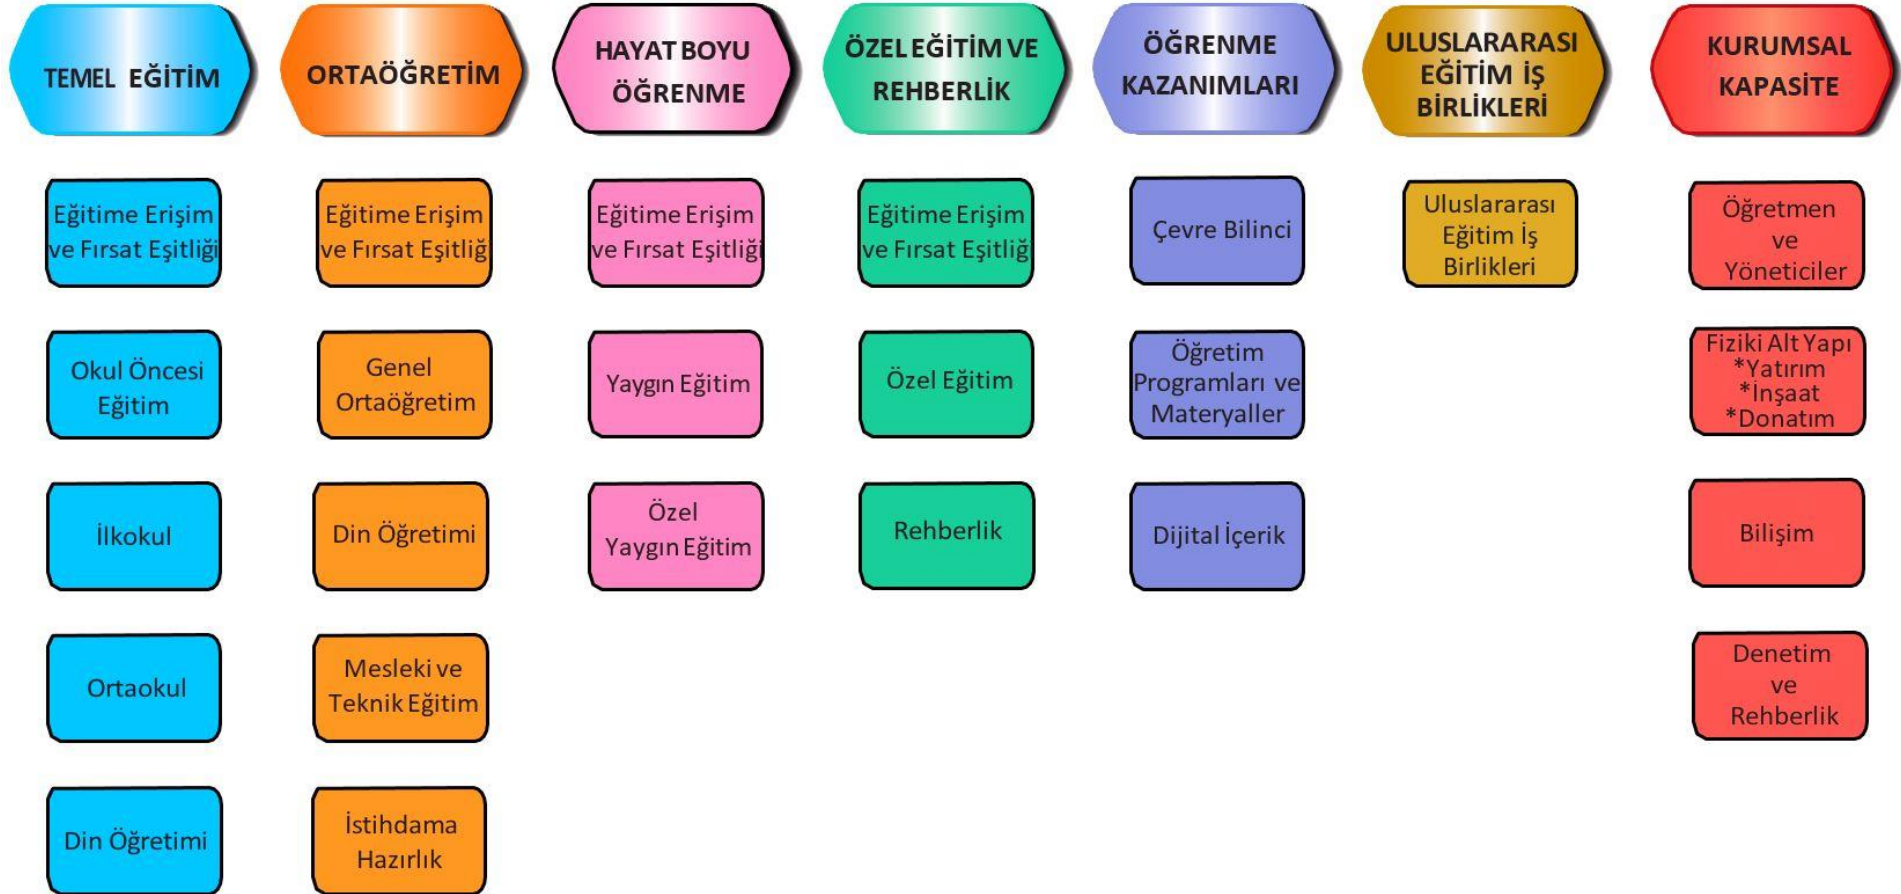 TEMEL EĞİTİM
ORTAÖĞRETİM
HAYAT BOYU
ÖĞRENME
ÖZEL EĞİTİM VE
REHBERLİK
ÖĞRENME
KAZANIMLARI
ULUSLARARASI
EĞİTİM İŞ
BİRLİKLERİ
KURUMSAL
KAPASİTE
Eğitime Erişim
ve Fırsat Eşitliği
Eğitime Erişim
ve Fırsat Eşitliği
Eğitime Erişim
ve Fırsat Eşitliği
Eğitime Erişim
ve Fırsat Eşitliği
Çevre Bilinci
Uluslararası
Eğitim İş
Birlikleri
Öğretmen
ve
Yöneticiler
Okul Öncesi
Eğitim
Genel
Ortaöğretim
Yaygın Eğitim
Özel Eğitim
Öğretim
Programları ve
Materyaller
Fiziki Alt Yapı
*Yatırım
*İnşaat
*Donatım
İlkokul
Din Öğretimi
Özel
Yaygın Eğitim
Rehberlik
Dijital İçerik
Bilişim
Ortaokul
Mesleki ve
Teknik Eğitim
Denetim
ve
Rehberlik
Din Öğretimi
İstihdama
Hazırlık